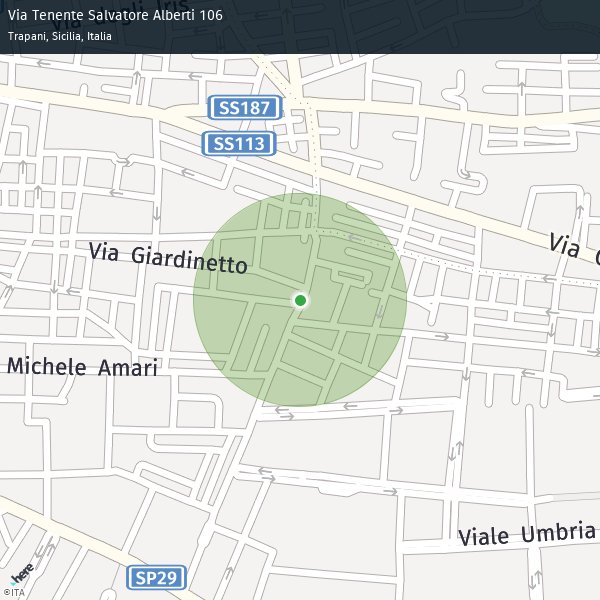 Via Tenente Salvatore Alberti 106
Trapani, Sicilia, Italia
SS187
SS113
Via Giardinetto
Michele Amari
Viale Umbria
SP29
here
©ITA